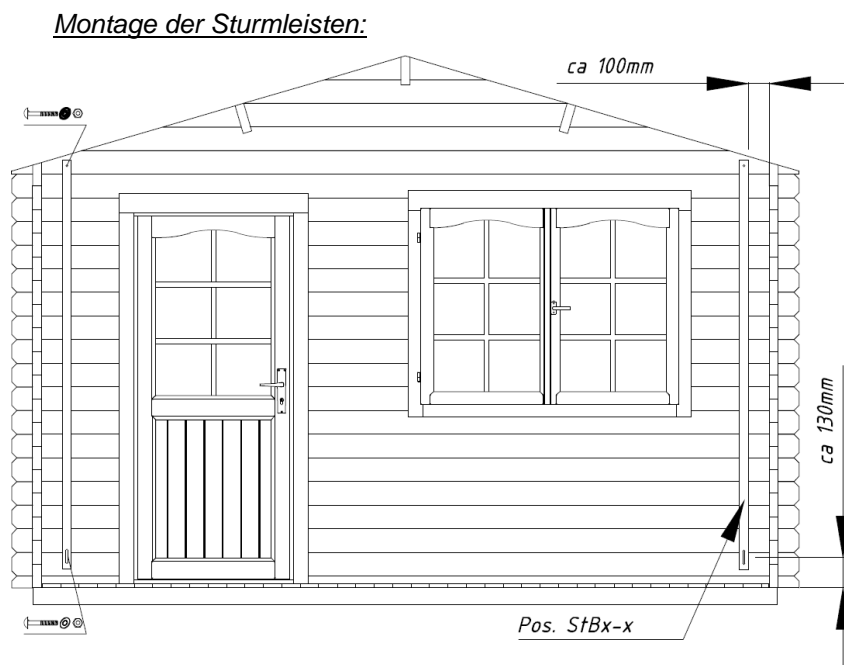 Montage der Sturmleisten:
ca 100mm
ca 130mm
Pos. StBx-x